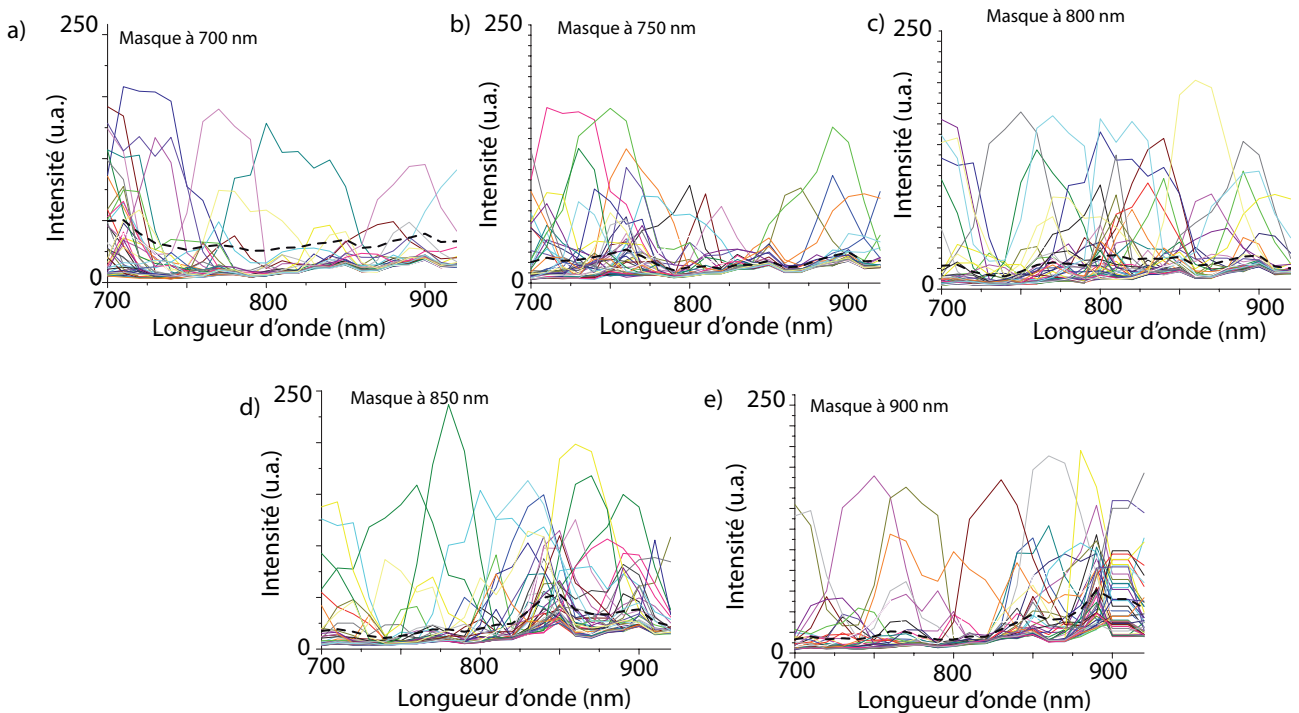 a)
250
Masque à 700 nm
Intensité (u.a.)
0
700
800
900
Longueur d'onde (nm)
b)
250
Masque à 750 nm
Intensité (u.a.)
0
700
800
900
Longueur d'onde (nm)
c)
250
Masque à 800 nm
Intensité (u.a.)
0
700
800
900
Longueur d'onde (nm)
d)
250
Masque à 850 nm
Intensité (u.a.)
0
700
800
900
Longueur d'onde (nm)
e)
250
Masque à 900 nm
Intensité (u.a.)
0
700
800
900
Longueur d'onde (nm)